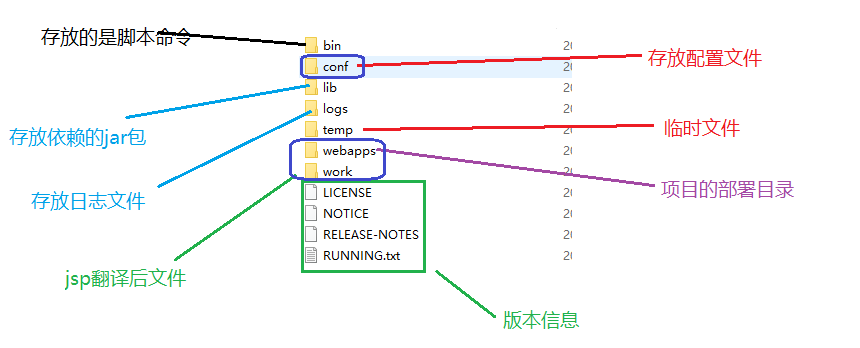 存放的是脚本命令
bin
20
conf
20
存放配置文件
lib
20
存放依赖的jar包
logs
20
temp
20
临时文件
webapps
20
work
20
项目的部署目录
存放日志文件
LICENSE
20
NOTICE
20
RELEASE-NOTES
20
RUNNING.txt
20
jsp翻译后文件
版本信息